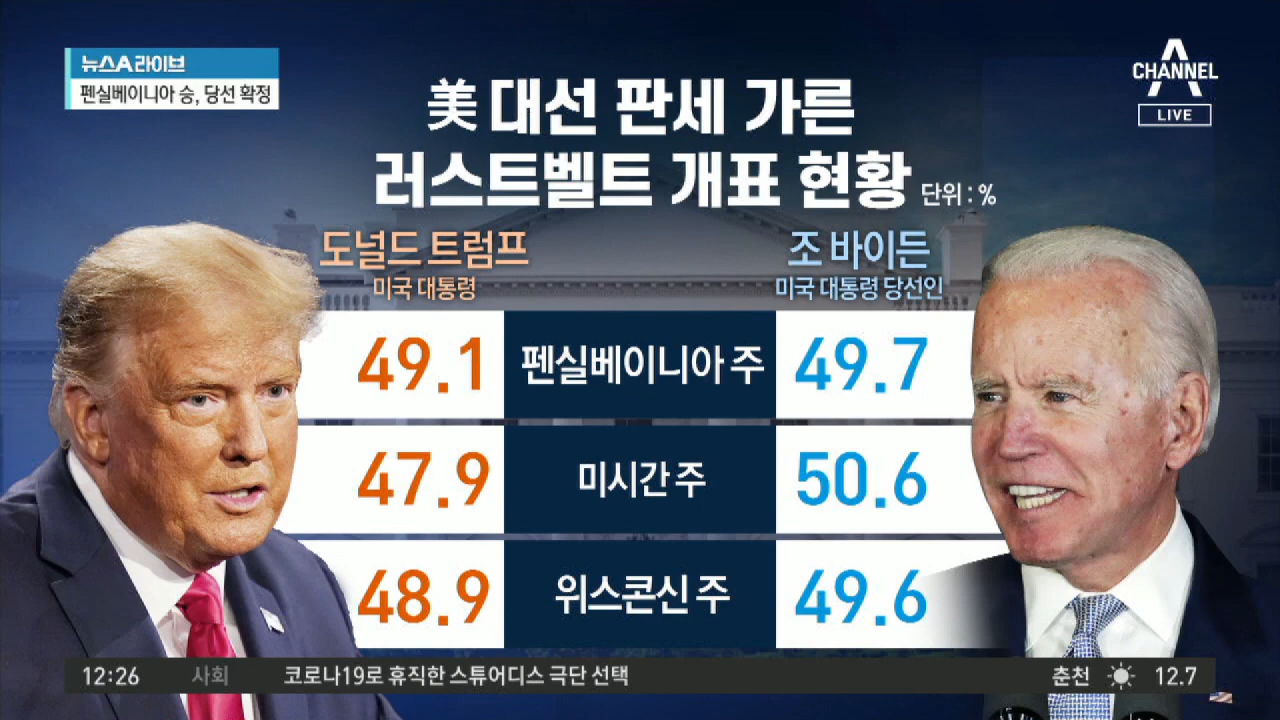 뉴스A 라이브
펜실베이니아 승, 당선 확정
CHANNEL A
LIVE
美 대선 판세 가른
러스트벨트 개표 현황 단위 : %
도널드 트럼프
미국 대통령
조 바이든
미국 대통령 당선인
49.1 펜실베이니아 주 49.7
47.9 미시간 주 50.6
48.9 위스콘신 주 49.6
12:26 사회 코로나19로 휴직한 스튜어디스 극단 선택 춘천 12.7